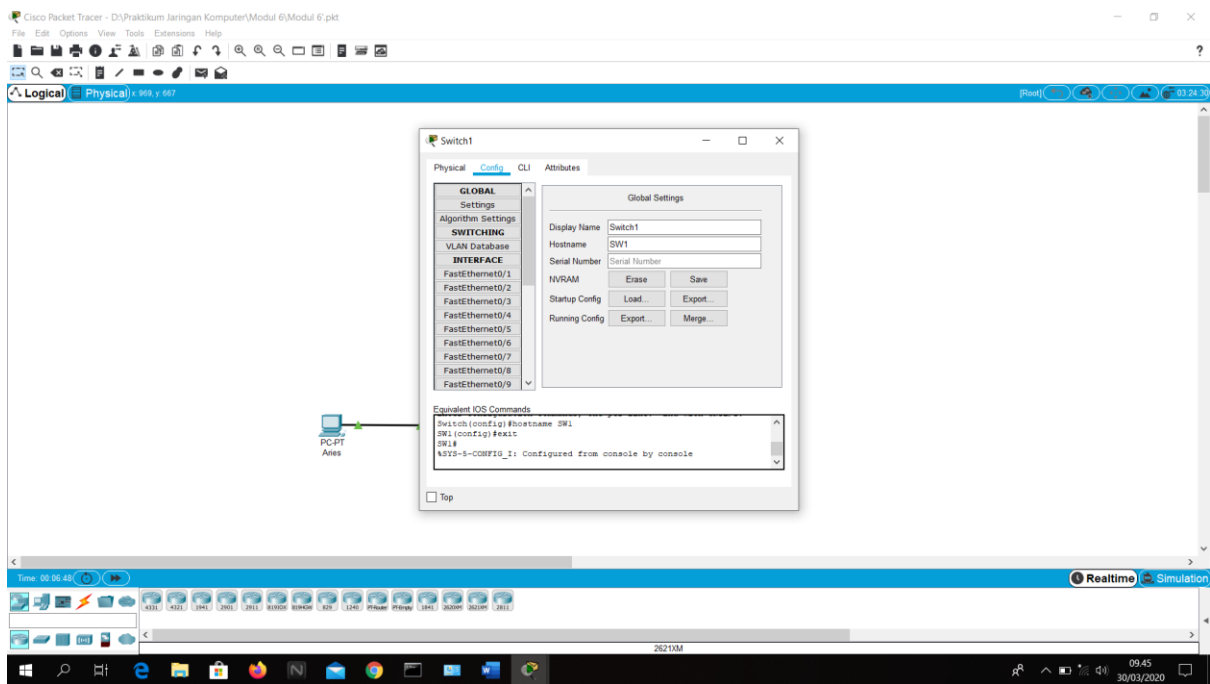 Cisco Packet Tracer - D:\Praktikum Jaringan Komputer\Modul 6\Modul 6'.pkt
File Edit Options View Tools Extensions Help
?
Logical Physical x: 969, y: 667 [Root] 03:24:30
Switch1
Physical Config CLI Attributes
GLOBAL
Settings
Algorithm Settings
SWITCHING
VLAN Database
INTERFACE
FastEthernet0/1
FastEthernet0/2
FastEthernet0/3
FastEthernet0/4
FastEthernet0/5
FastEthernet0/6
FastEthernet0/7
FastEthernet0/8
FastEthernet0/9
Global Settings
Display Name Switch1
Hostname SW1
Serial Number Serial Number
NVRAM Erase Save
Startup Config Load... Export...
Running Config Export... Merge...
Equivalent IOS Commands
Switch(config)#hostname SW1
SW1(config)#exit
SW1#
%SYS-5-CONFIG_I: Configured from console by console
Top
PC-PT
Aries
Time: 00:06:48 Realtime Simulation
4331 4321 1941 2901 2911 819IOX 819HGW 829 1240 PT-Router PT-Empty 1841 2620XM 2621XM 2811
2621XM
09.45
30/03/2020